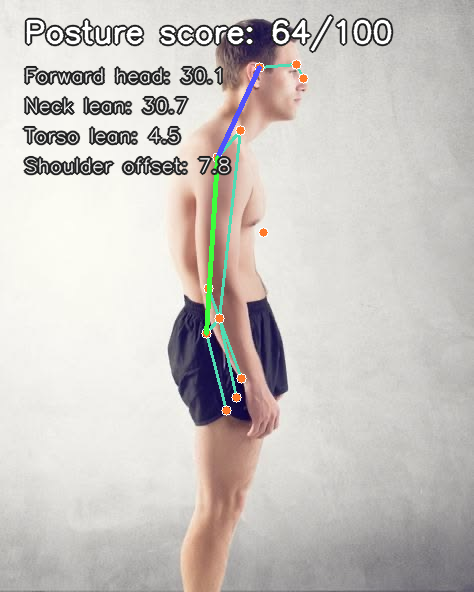 Posture score: 64/100
Forward head: 30.1
Neck lean: 30.7
Torso lean: 4.5
Shoulder offset: 7.8